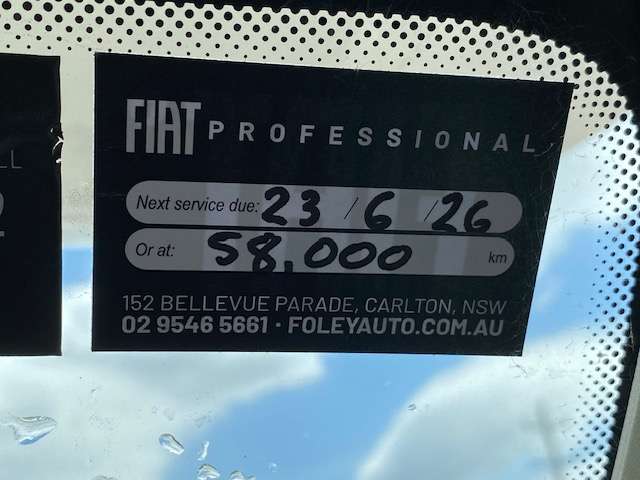 FIAT PROFESSIONAL
Next service due: 23/6/26
Or at: 58,000 km
152 BELLEVUE PARADE, CARLTON, NSW
02 9546 5661 · FOLEYAUTO.COM.AU